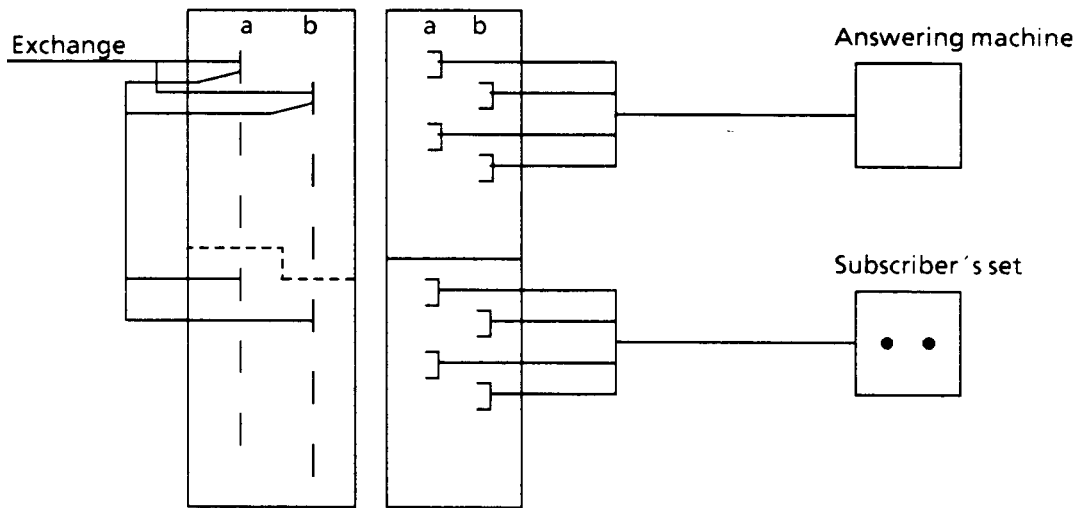 a b
a b
Exchange
Answering machine
Subscriber´s set